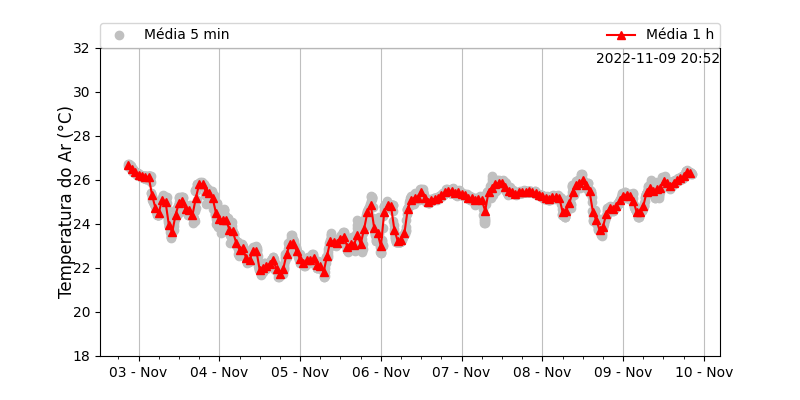 Média 5 min
Média 1 h
2022-11-09 20:52
Temperatura do Ar (°C)
32
30
28
26
24
22
20
18
03 - Nov
04 - Nov
05 - Nov
06 - Nov
07 - Nov
08 - Nov
09 - Nov
10 - Nov